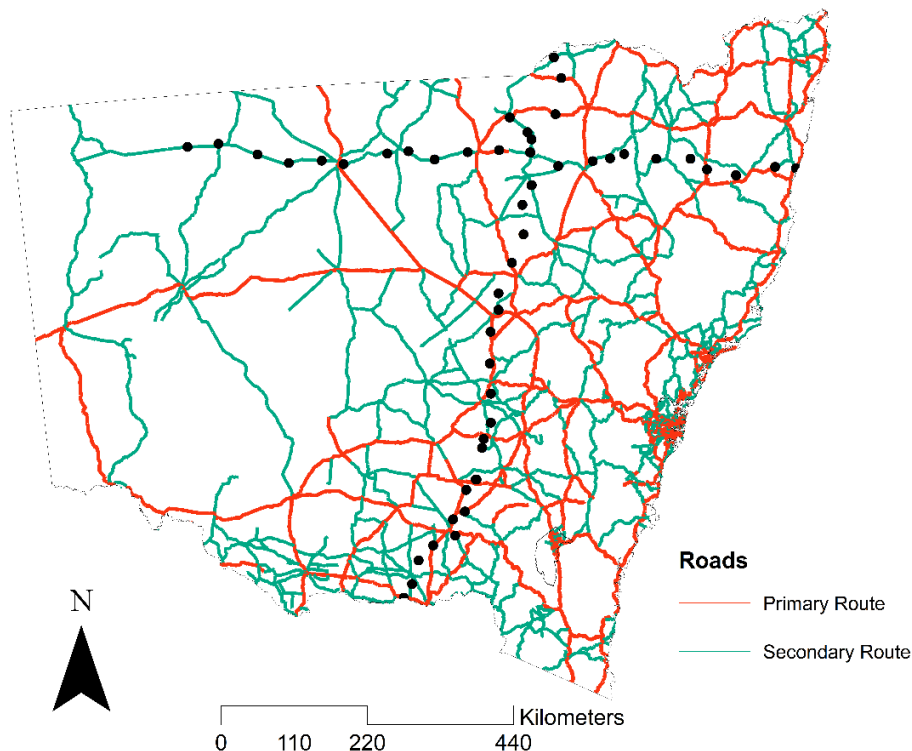 Roads
Primary Route
Secondary Route
N
Kilometers
0 110 220 440